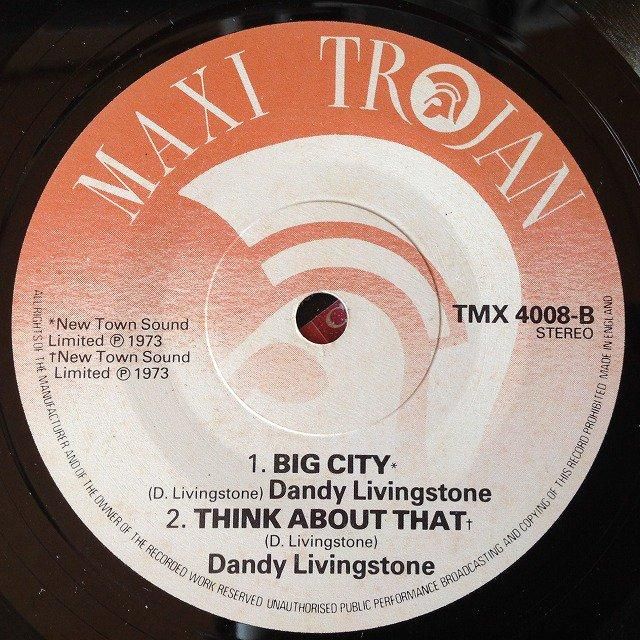 MAXI TROJAN
TMX 4008-B
STEREO
*New Town Sound
Limited ℗ 1973
†New Town Sound
Limited ℗ 1973
1. BIG CITY*
(D. Livingstone) Dandy Livingstone
2. THINK ABOUT THAT†
(D. Livingstone)
Dandy Livingstone
ALL RIGHTS OF THE MANUFACTURER AND OF THE OWNER OF THE RECORDED WORK RESERVED UNAUTHORISED PUBLIC PERFORMANCE BROADCASTING AND COPYING OF THIS RECORD PROHIBITED MADE IN ENGLAND